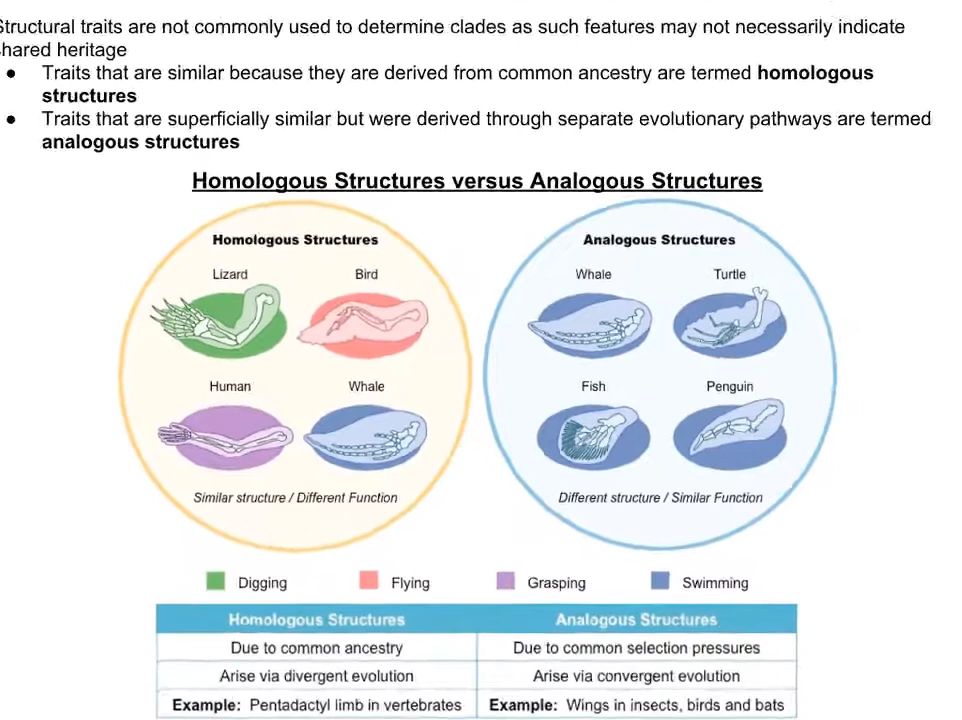 Structural traits are not commonly used to determine clades as such features may not necessarily indicate
shared heritage
● Traits that are similar because they are derived from common ancestry are termed homologous
structures
● Traits that are superficially similar but were derived through separate evolutionary pathways are termed
analogous structures
Homologous Structures versus Analogous Structures
Homologous Structures
Lizard Bird
Human Whale
Similar structure / Different Function
Analogous Structures
Whale Turtle
Fish Penguin
Different structure / Similar Function
Digging Flying Grasping Swimming
Homologous Structures Analogous Structures
Due to common ancestry Due to common selection pressures
Arise via divergent evolution Arise via convergent evolution
Example: Pentadactyl limb in vertebrates Example: Wings in insects, birds and bats